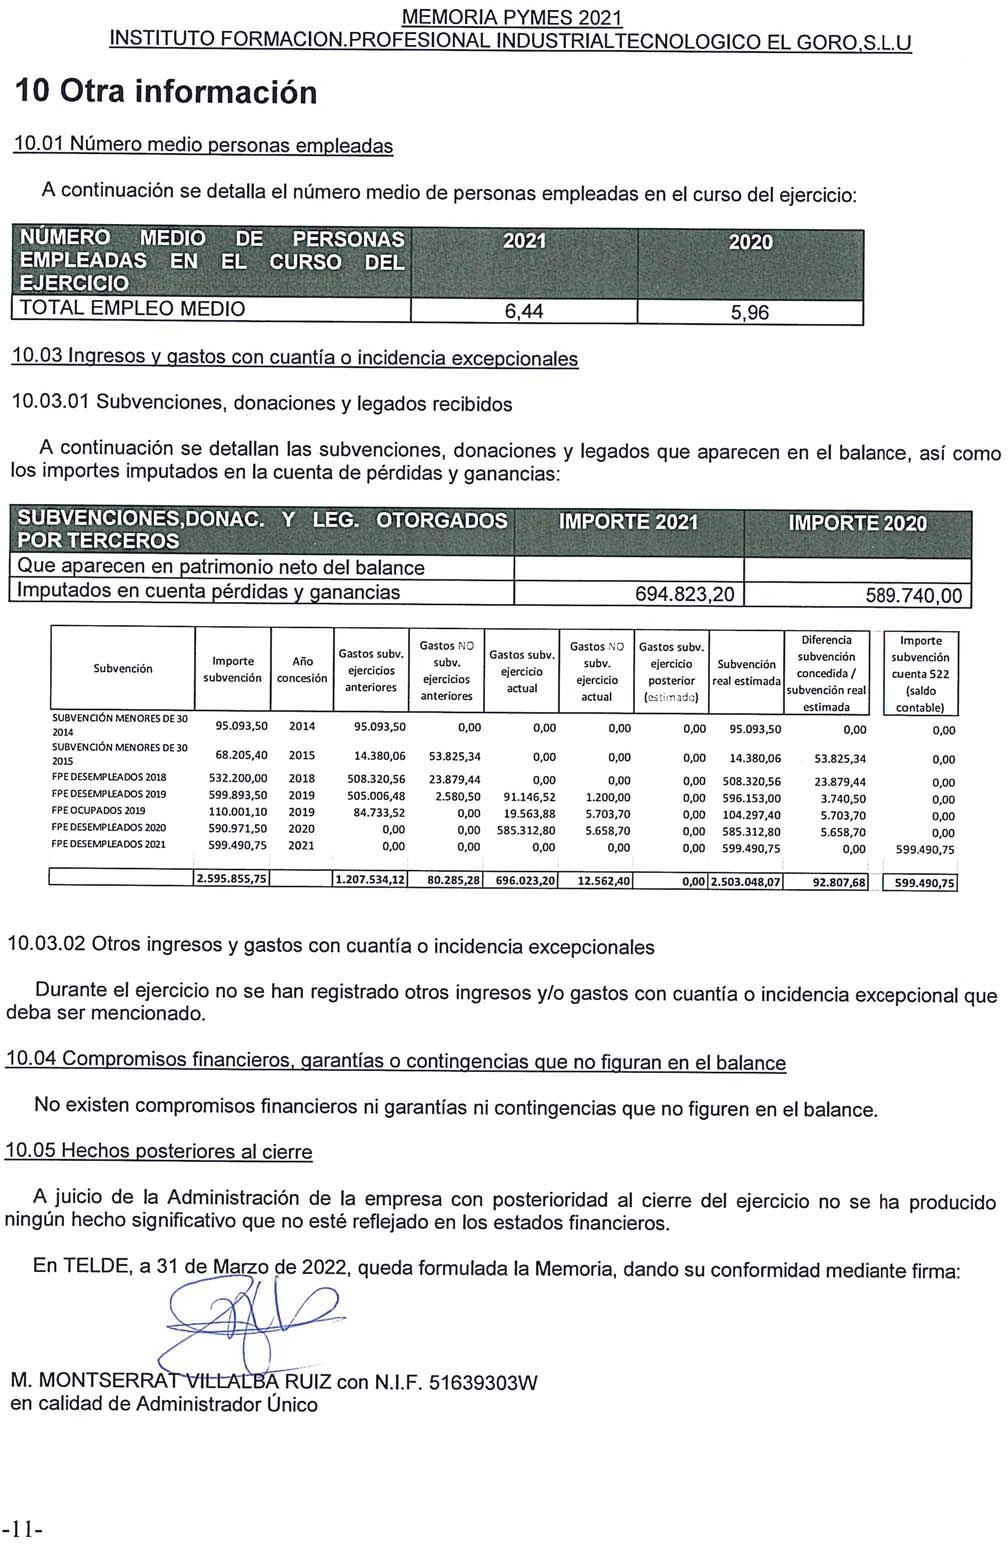 MEMORIA PYMES 2021
INSTITUTO FORMACION.PROFESIONAL INDUSTRIALTECNOLOGICO EL GORO,S.L.U
10 Otra información
10.01 Número medio personas empleadas
A continuación se detalla el número medio de personas empleadas en el curso del ejercicio:
NÚMERO MEDIO DE PERSONAS EMPLEADAS EN EL CURSO DEL EJERCICIO 2021 2020
TOTAL EMPLEO MEDIO 6,44 5,96
10.03 Ingresos y gastos con cuantía o incidencia excepcionales
10.03.01 Subvenciones, donaciones y legados recibidos
A continuación se detallan las subvenciones, donaciones y legados que aparecen en el balance, así como
los importes imputados en la cuenta de pérdidas y ganancias:
SUBVENCIONES,DONAC. Y LEG. OTORGADOS POR TERCEROS IMPORTE 2021 IMPORTE 2020
Que aparecen en patrimonio neto del balance
Imputados en cuenta pérdidas y ganancias 694.823,20 589.740,00
Subvención Importe subvención Año concesión Gastos subv. ejercicios anteriores Gastos NO subv. ejercicios anteriores Gastos subv. ejercicio actual Gastos NO subv. ejercicio actual Gastos subv. ejercicio posterior (estimado) Subvención real estimada Diferencia subvención concedida / subvención real estimada Importe subvención cuenta 522 (saldo contable)
SUBVENCIÓN MENORES DE 30 2014 95.093,50 2014 95.093,50 0,00 0,00 0,00 0,00 95.093,50 0,00 0,00
SUBVENCIÓN MENORES DE 30 2015 68.205,40 2015 14.380,06 53.825,34 0,00 0,00 0,00 14.380,06 53.825,34 0,00
FPE DESEMPLEADOS 2018 532.200,00 2018 508.320,56 23.879,44 0,00 0,00 0,00 508.320,56 23.879,44 0,00
FPE DESEMPLEADOS 2019 599.893,50 2019 505.006,48 2.580,50 91.146,52 1.200,00 0,00 596.153,00 3.740,50 0,00
FPE OCUPADOS 2019 110.001,10 2019 84.733,52 0,00 19.563,88 5.703,70 0,00 104.297,40 5.703,70 0,00
FPE DESEMPLEADOS 2020 590.971,50 2020 0,00 0,00 585.312,80 5.658,70 0,00 585.312,80 5.658,70 0,00
FPE DESEMPLEADOS 2021 599.490,75 2021 0,00 0,00 0,00 0,00 0,00 599.490,75 0,00 599.490,75
2.595.855,75 1.207.534,12 80.285,28 696.023,20 12.562,40 0,00 2.503.048,07 92.807,68 599.490,75
10.03.02 Otros ingresos y gastos con cuantía o incidencia excepcionales
Durante el ejercicio no se han registrado otros ingresos y/o gastos con cuantía o incidencia excepcional que
deba ser mencionado.
10.04 Compromisos financieros, garantías o contingencias que no figuran en el balance
No existen compromisos financieros ni garantías ni contingencias que no figuren en el balance.
10.05 Hechos posteriores al cierre
A juicio de la Administración de la empresa con posterioridad al cierre del ejercicio no se ha producido
ningún hecho significativo que no esté reflejado en los estados financieros.
En TELDE, a 31 de Marzo de 2022, queda formulada la Memoria, dando su conformidad mediante firma:
M. MONTSERRAT VILLALBA RUIZ con N.I.F. 51639303W
en calidad de Administrador Único
-11-